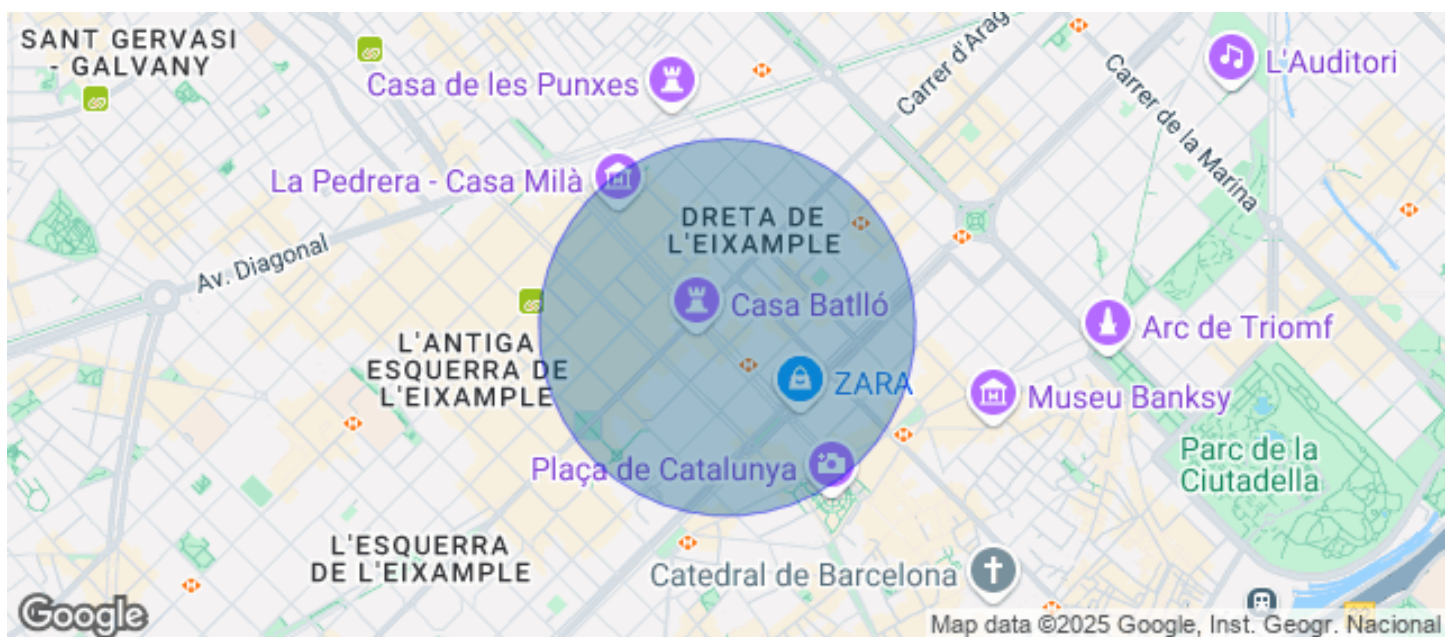 SANT GERVASI
- GALVANY
Casa de les Punxes
Carrer d'Arag
L'Auditori
Carrer de la Marina
La Pedrera - Casa Milà
DRETA DE
L'EIXAMPLE
Av. Diagonal
Casa Batlló
Arc de Triomf
L'ANTIGA
ESQUERRA DE
L'EIXAMPLE
ZARA
Museu Banksy
Plaça de Catalunya
Parc de la
Ciutadella
L'ESQUERRA
DE L'EIXAMPLE
Catedral de Barcelona
Google
Map data ©2025 Google, Inst. Geogr. Nacional